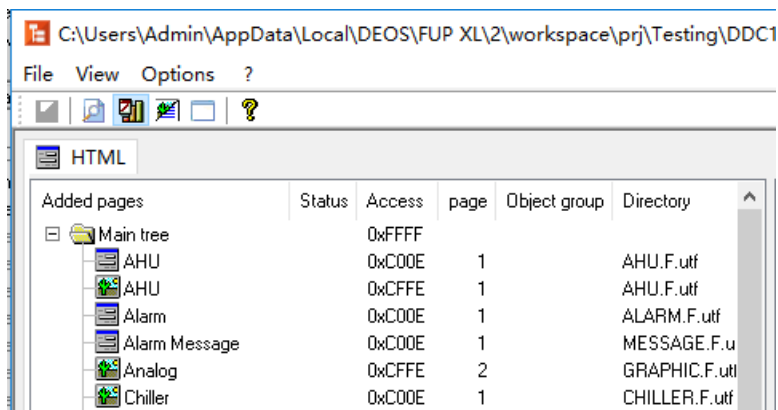 C:\Users\Admin\AppData\Local\DEOS\FUP XL\2\workspace\prj\Testing\DDC1
File View Options ?
HTML
Added pages Status Access page Object group Directory
Main tree 0xFFFF
AHU 0xC00E 1 AHU.F.utf
AHU 0xCFFE 1 AHU.F.utf
Alarm 0xC00E 1 ALARM.F.utf
Alarm Message 0xC00E 1 MESSAGE.F.u
Analog 0xCFFE 2 GRAPHIC.F.utf
Chiller 0xC00E 1 CHILLER.F.utf